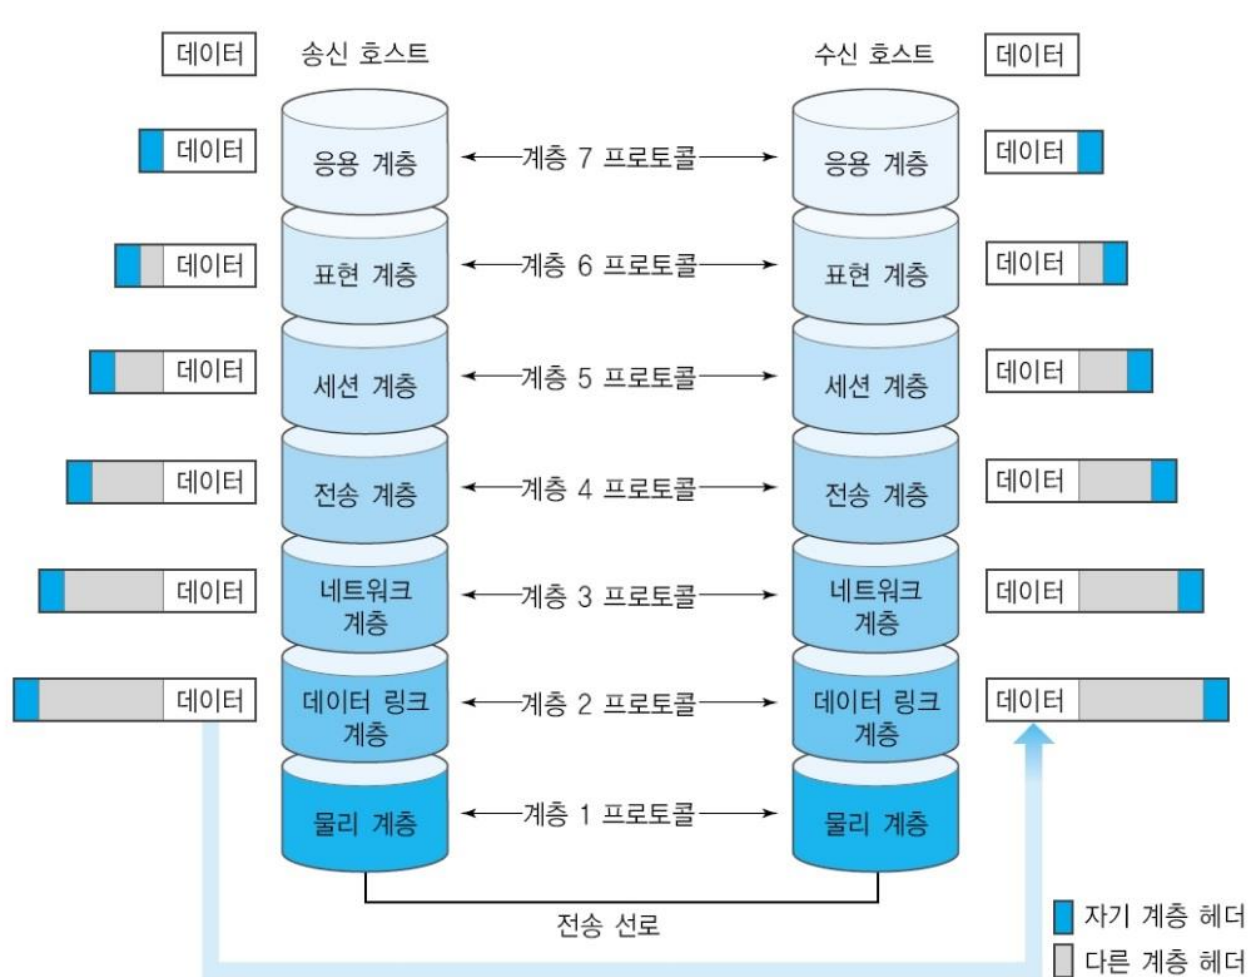 데이터 송신 호스트 수신 호스트 데이터
데이터 응용 계층 계층 7 프로토콜 응용 계층 데이터
데이터 표현 계층 계층 6 프로토콜 표현 계층 데이터
데이터 세션 계층 계층 5 프로토콜 세션 계층 데이터
데이터 전송 계층 계층 4 프로토콜 전송 계층 데이터
데이터 네트워크 계층 계층 3 프로토콜 네트워크 계층 데이터
데이터 데이터 링크 계층 계층 2 프로토콜 데이터 링크 계층 데이터
물리 계층 계층 1 프로토콜 물리 계층
전송 선로
자기 계층 헤더
다른 계층 헤더